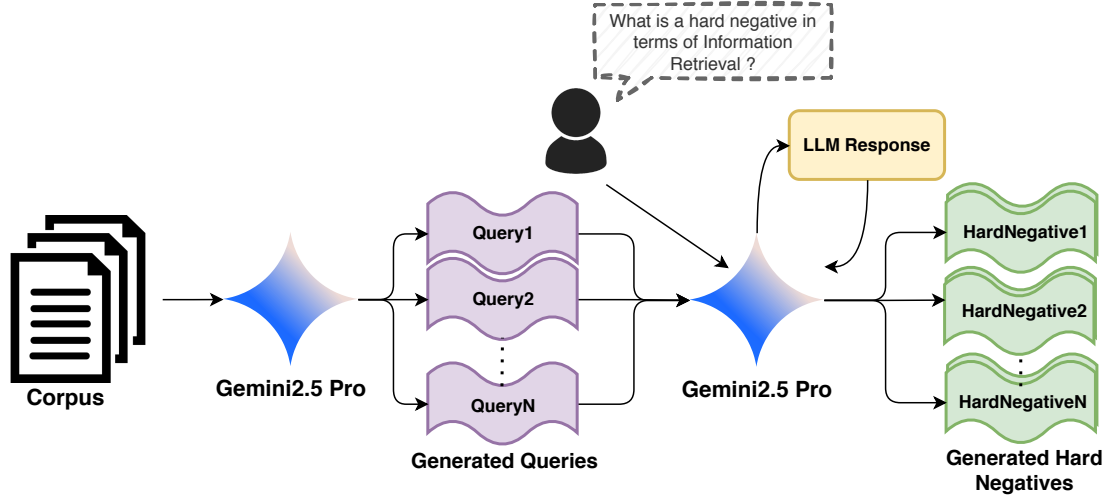 What is a hard negative in
terms of Information
Retrieval ?
LLM Response
Corpus
Gemini2.5 Pro
Query1
Query2
QueryN
Generated Queries
Gemini2.5 Pro
HardNegative1
HardNegative2
HardNegativeN
Generated Hard
Negatives